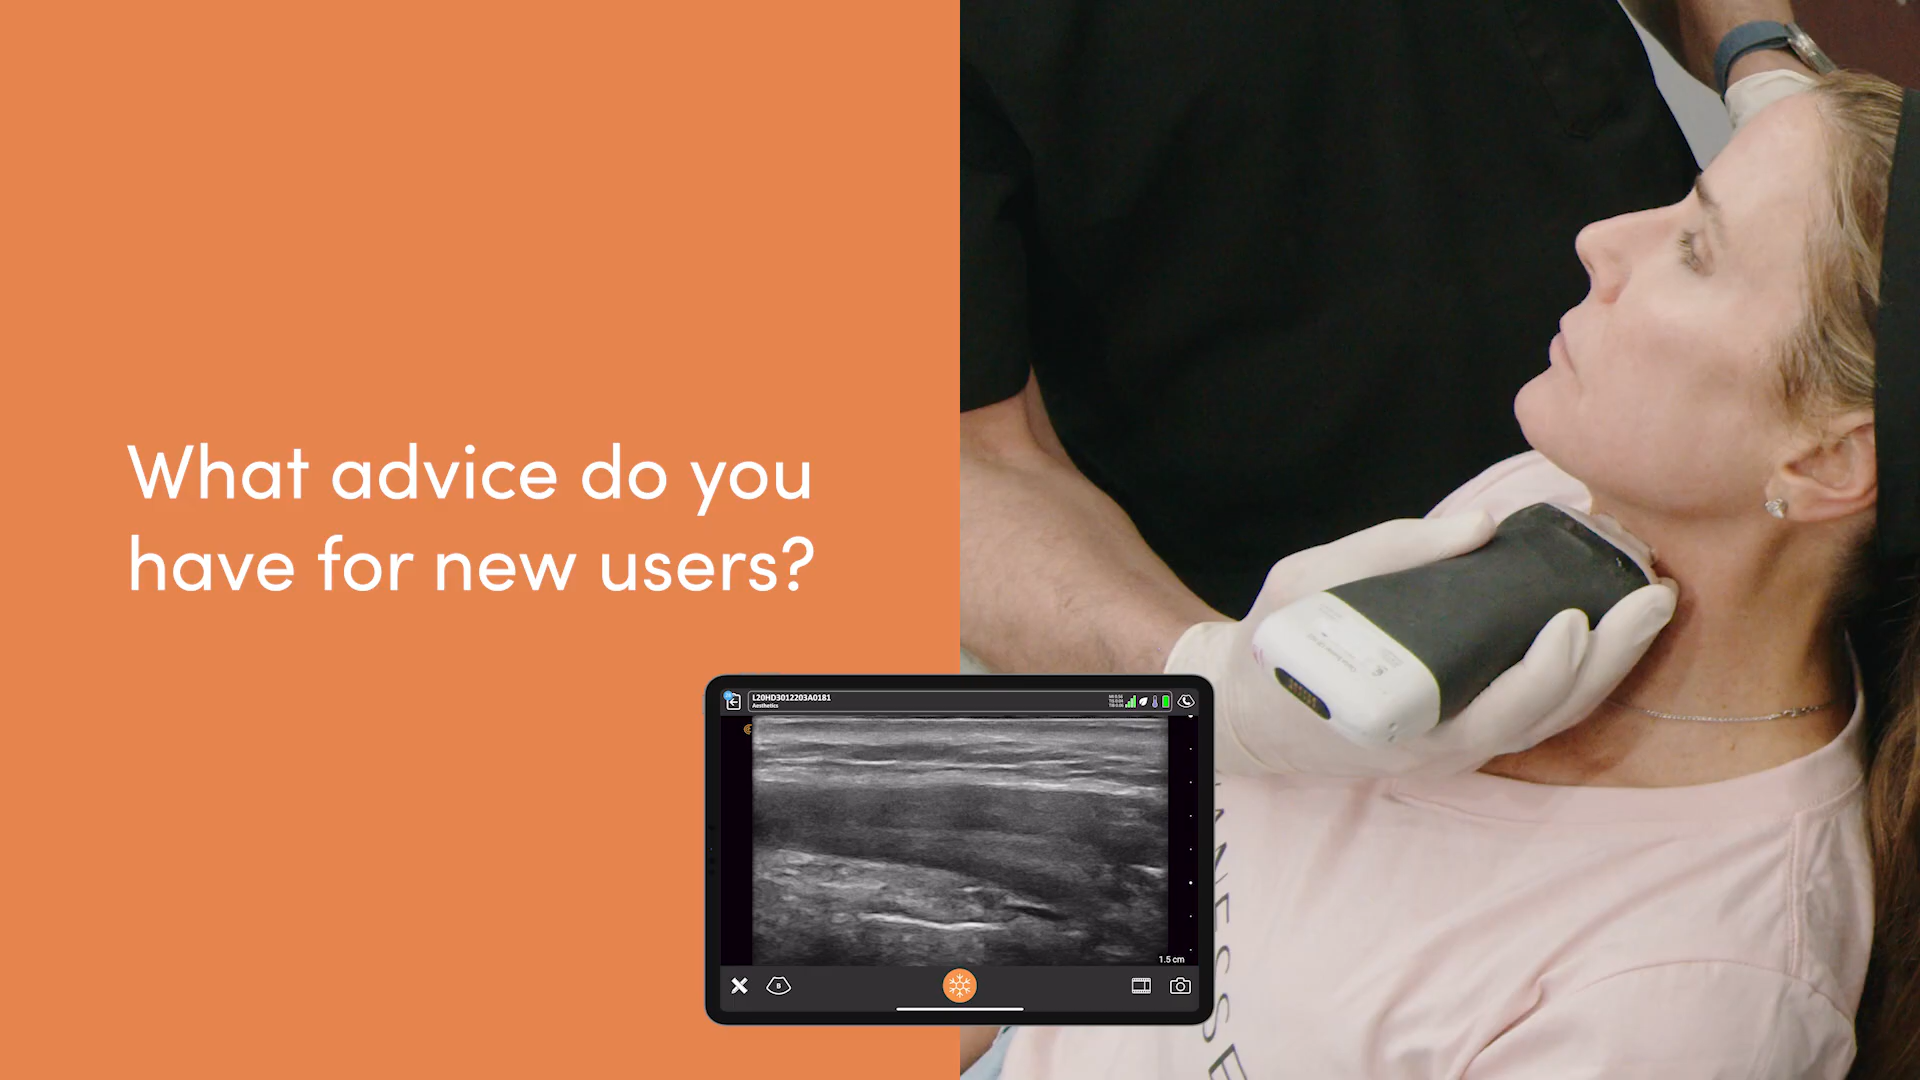 What advice do you
have for new users?
L20HD3012203A0181
Aesthetics
B
1.5 cm